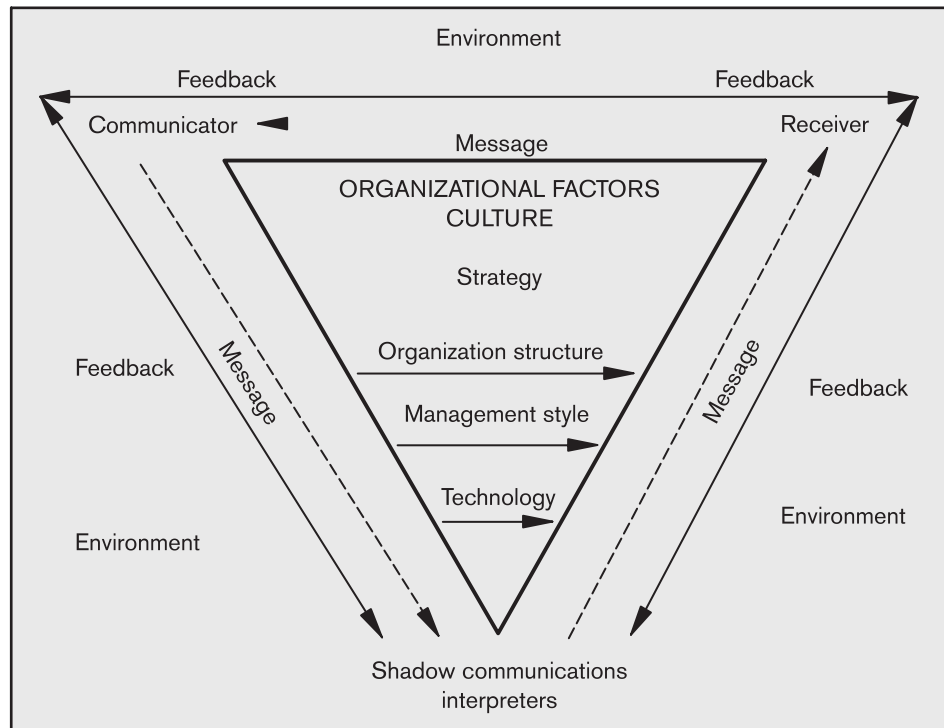 Environment
Feedback
Feedback
Communicator
Receiver
Message
ORGANIZATIONAL FACTORS
CULTURE
Strategy
Organization structure
Feedback
Message
Message
Feedback
Management style
Technology
Environment
Environment
Shadow communications
interpreters